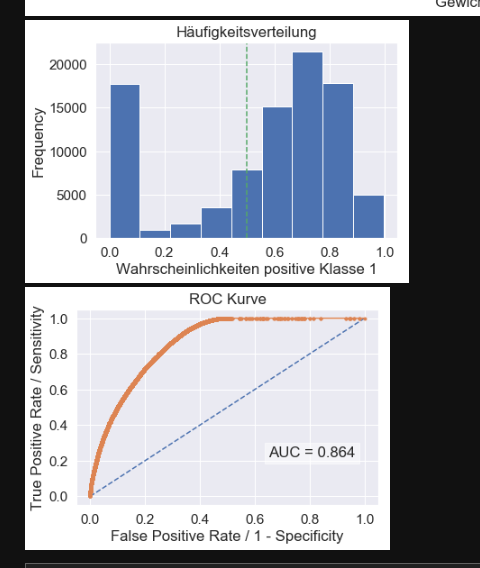 Häufigkeitsverteilung
20000
15000
10000
5000
0
Frequency
0.0 0.2 0.4 0.6 0.8 1.0
Wahrscheinlichkeiten positive Klasse 1
ROC Kurve
1.0
0.8
0.6
0.4
0.2
0.0
True Positive Rate / Sensitivity
AUC = 0.864
0.0 0.2 0.4 0.6 0.8 1.0
False Positive Rate / 1 - Specificity